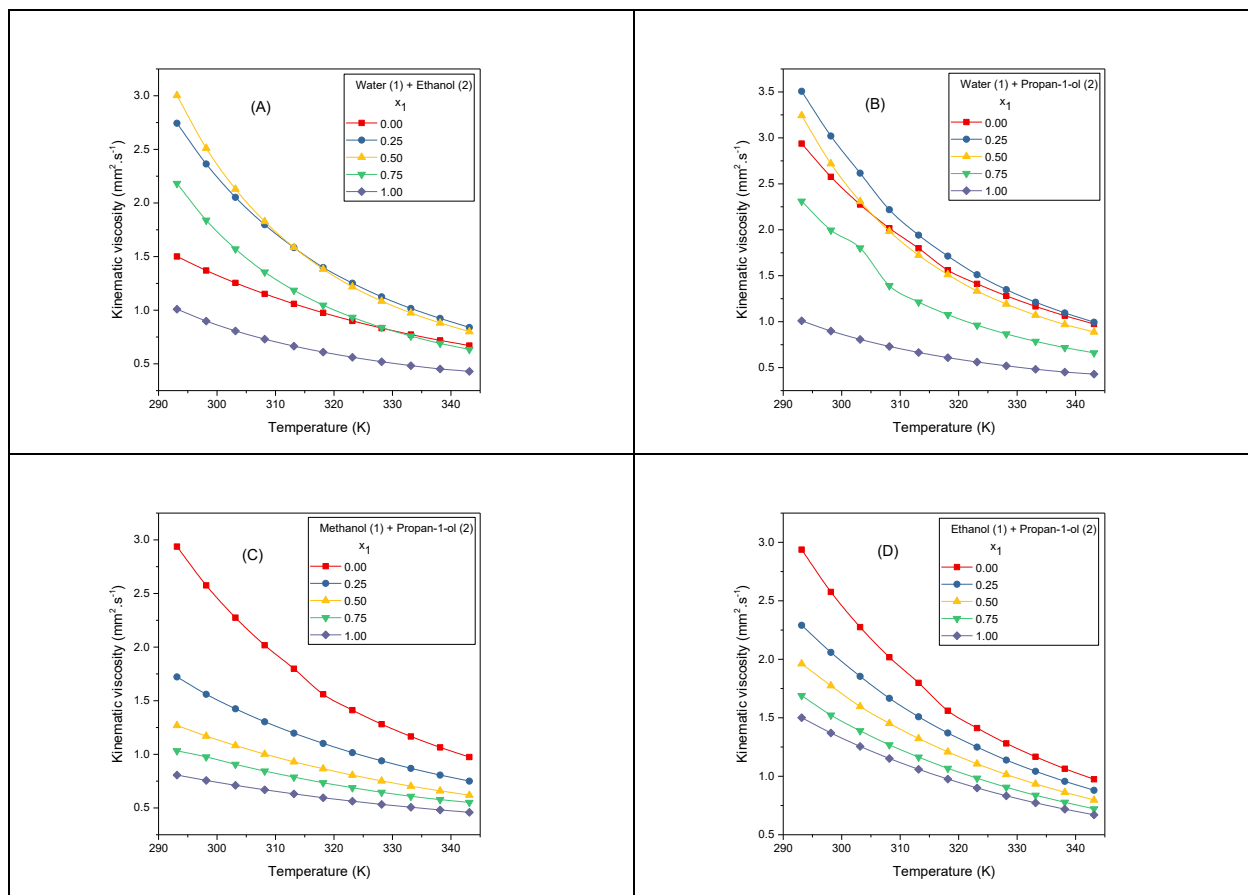 Water (1) + Ethanol (2)
x1
0.00
0.25
0.50
0.75
1.00
(A)
3.0
2.5
2.0
1.5
1.0
0.5
290 300 310 320 330 340
Temperature (K)
Kinematic viscosity (mm2.s-1)
Water (1) + Propan-1-ol (2)
x1
0.00
0.25
0.50
0.75
1.00
(B)
3.5
3.0
2.5
2.0
1.5
1.0
0.5
290 300 310 320 330 340
Temperature (K)
Kinematic viscosity (mm2.s-1)
Methanol (1) + Propan-1-ol (2)
x1
0.00
0.25
0.50
0.75
1.00
(C)
3.0
2.5
2.0
1.5
1.0
0.5
290 300 310 320 330 340
Temperature (K)
Kinematic viscosity (mm2.s-1)
Ethanol (1) + Propan-1-ol (2)
x1
0.00
0.25
0.50
0.75
1.00
(D)
3.0
2.5
2.0
1.5
1.0
0.5
290 300 310 320 330 340
Temperature (K)
Kinematic viscosity (mm2.s-1)